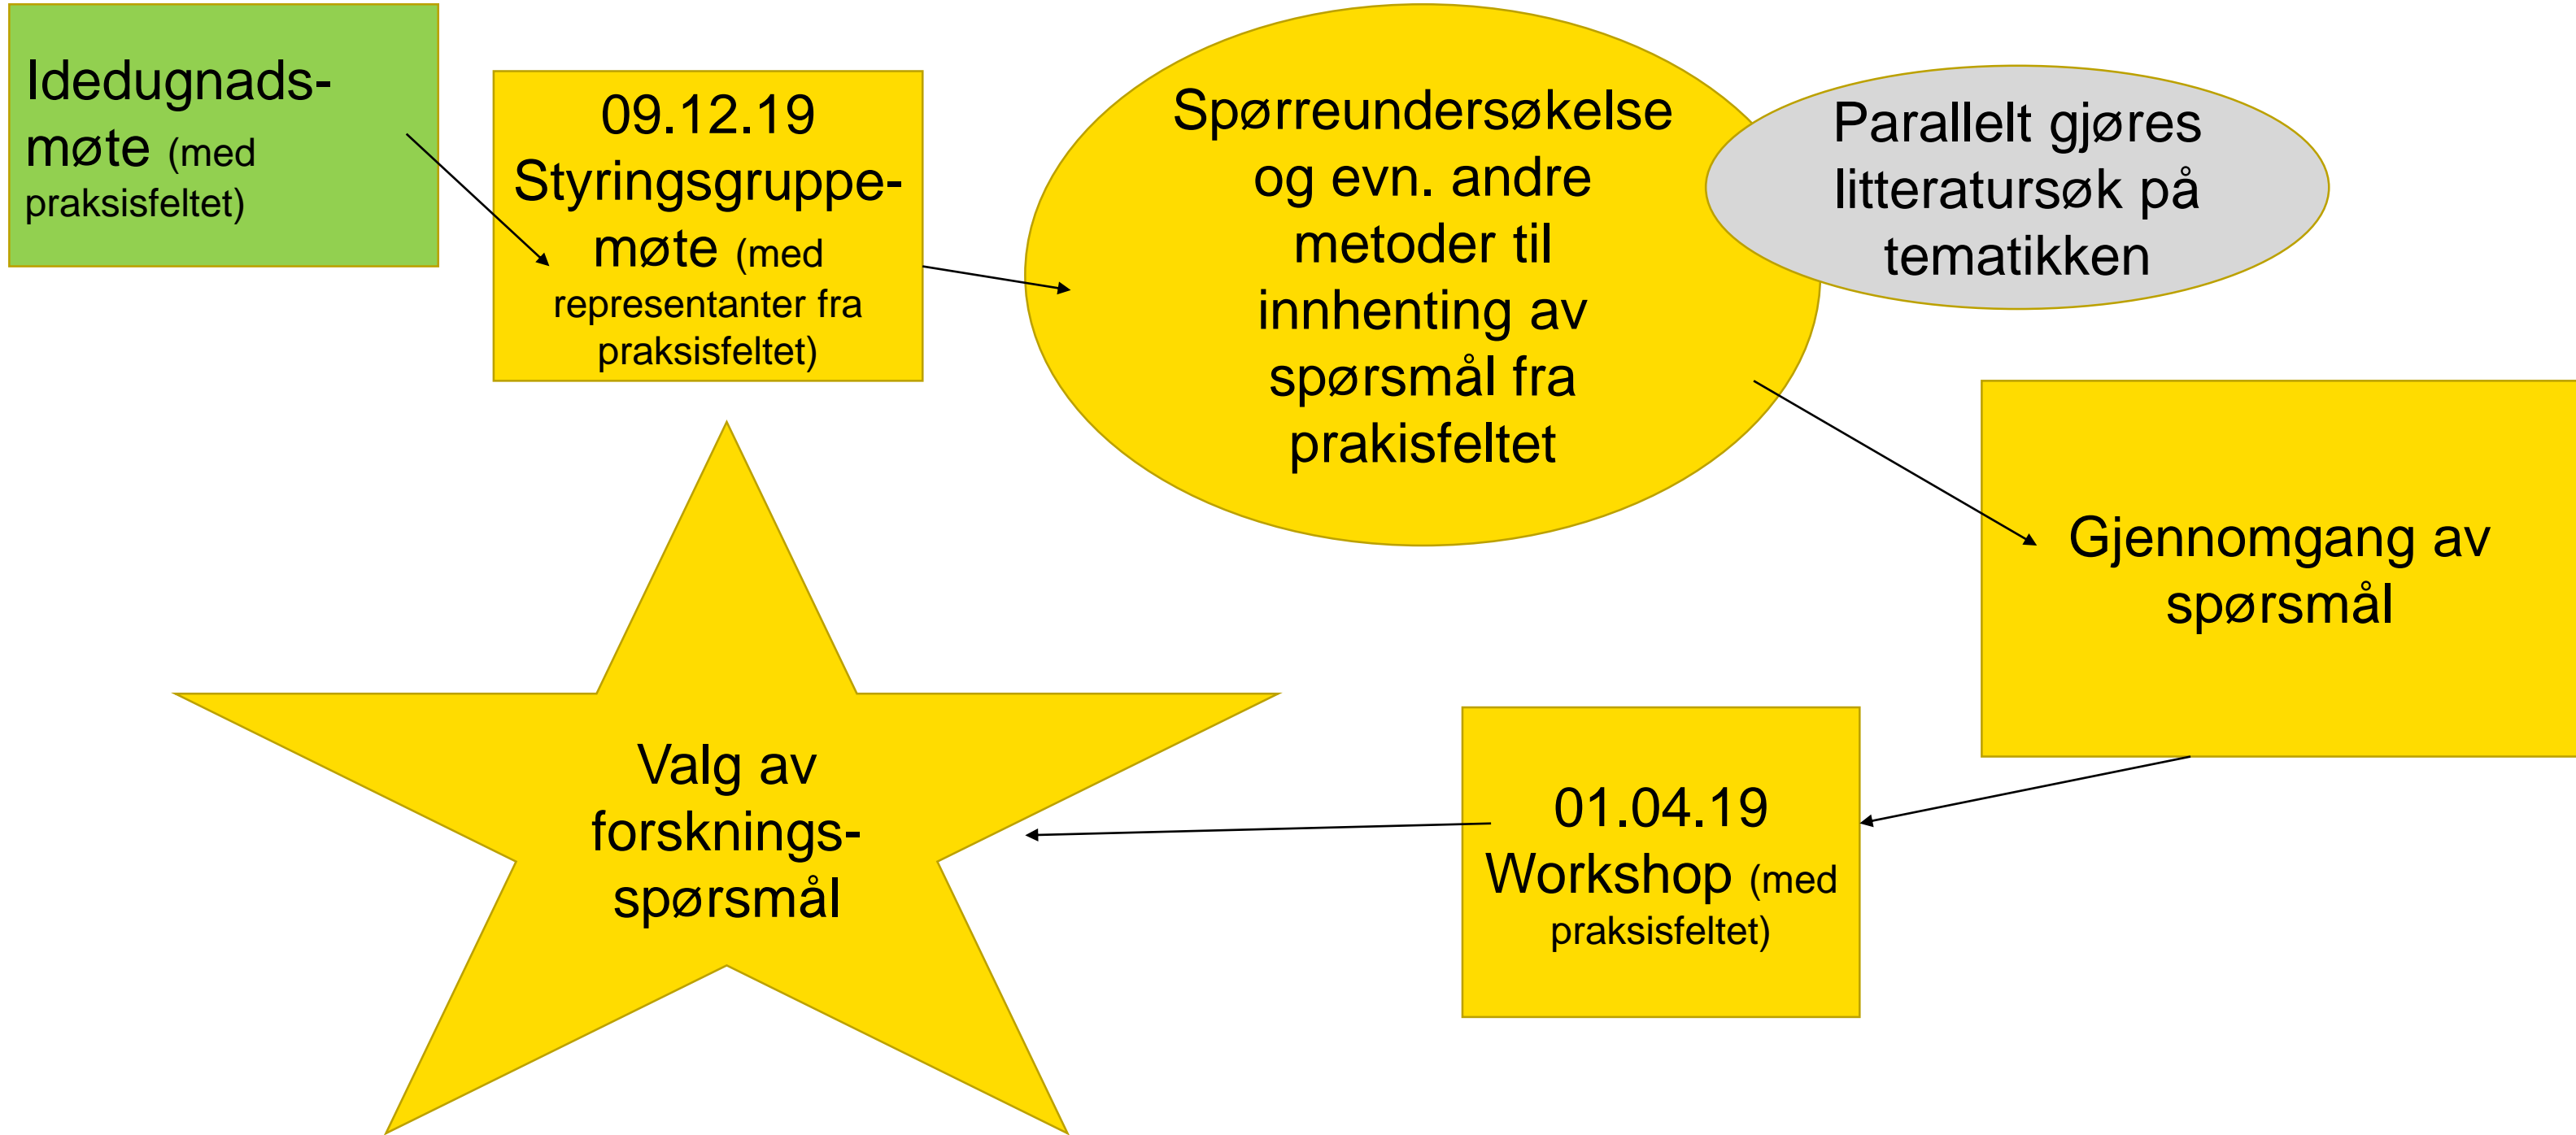 Idedugnads-
møte (med
praksisfeltet)
09.12.19
Styringsgruppe-
møte (med
representanter fra
praksisfeltet)
Spørreundersøkelse
og evn. andre
metoder til
innhenting av
spørsmål fra
prakisfeltet
Parallelt gjøres
litteratursøk på
tematikken
Gjennomgang av
spørsmål
01.04.19
Workshop (med
praksisfeltet)
Valg av
forsknings-
spørsmål